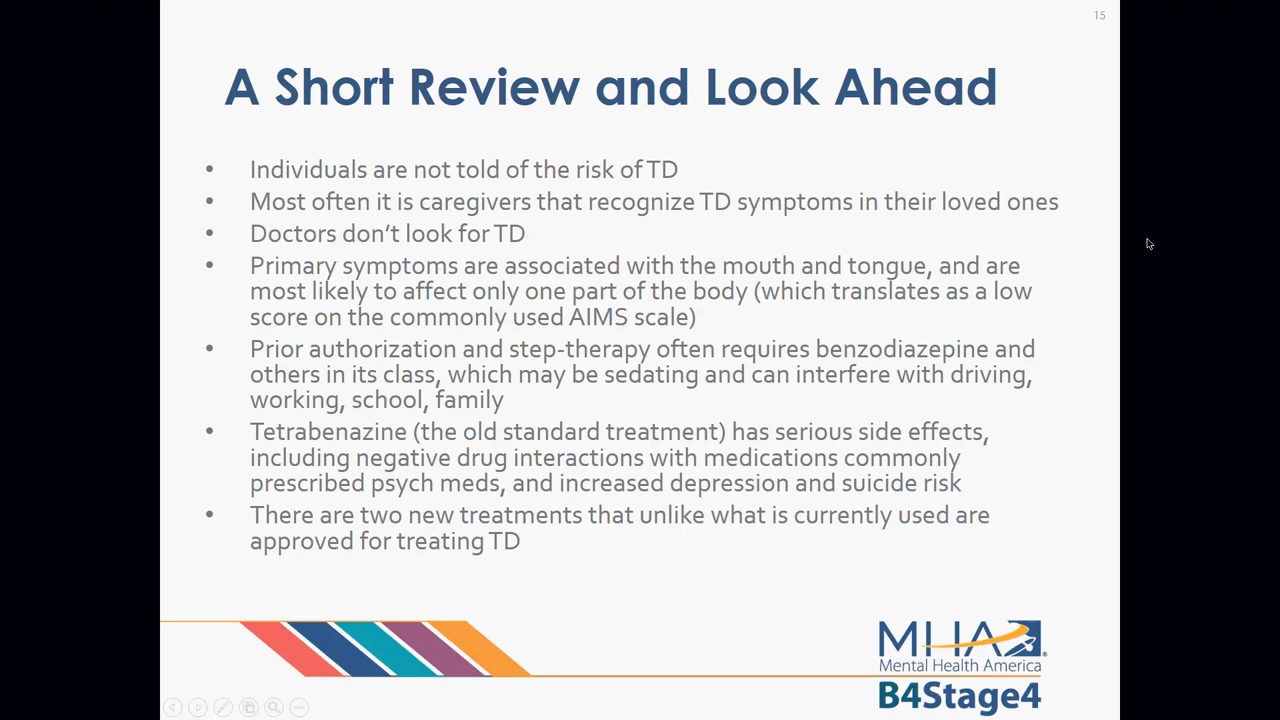 15
A Short Review and Look Ahead
• Individuals are not told of the risk of TD
• Most often it is caregivers that recognize TD symptoms in their loved ones
• Doctors don’t look for TD
• Primary symptoms are associated with the mouth and tongue, and are
most likely to affect only one part of the body (which translates as a low
score on the commonly used AIMS scale)
• Prior authorization and step-therapy often requires benzodiazepine and
others in its class, which may be sedating and can interfere with driving,
working, school, family
• Tetrabenazine (the old standard treatment) has serious side effects,
including negative drug interactions with medications commonly
prescribed psych meds, and increased depression and suicide risk
• There are two new treatments that unlike what is currently used are
approved for treating TD
MHA®
Mental Health America
B4Stage4